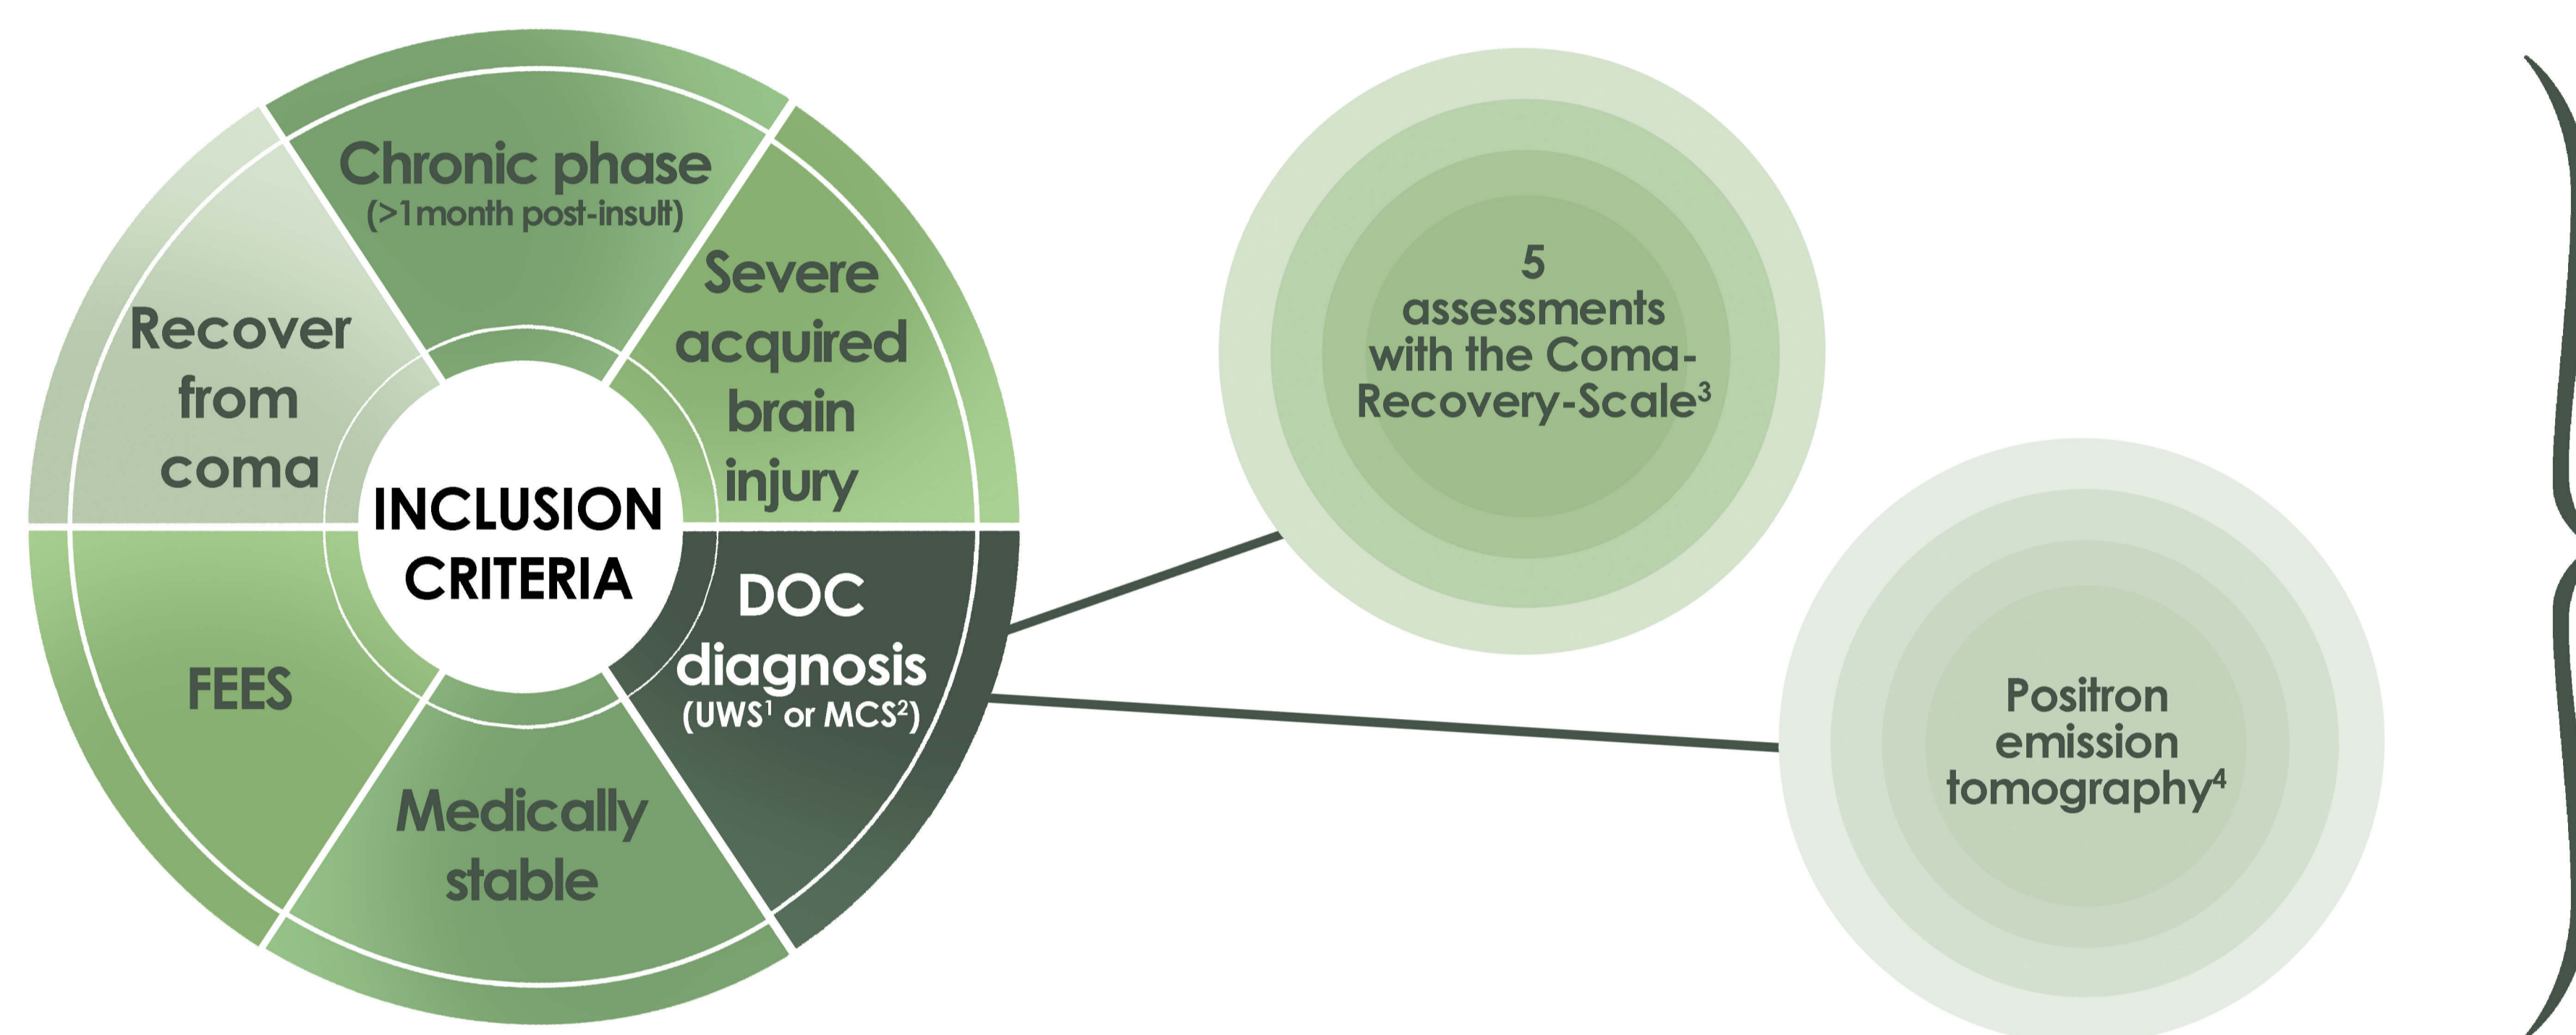 Chronic phase
(>1month post-insult)
Severe
acquired
brain
injury
DOC
diagnosis
(UWS¹ or MCS²)
Medically
stable
FEES
Recover
from
coma
INCLUSION
CRITERIA
5
assessments
with the Coma-
Recovery-Scale³
Positron
emission
tomography⁴